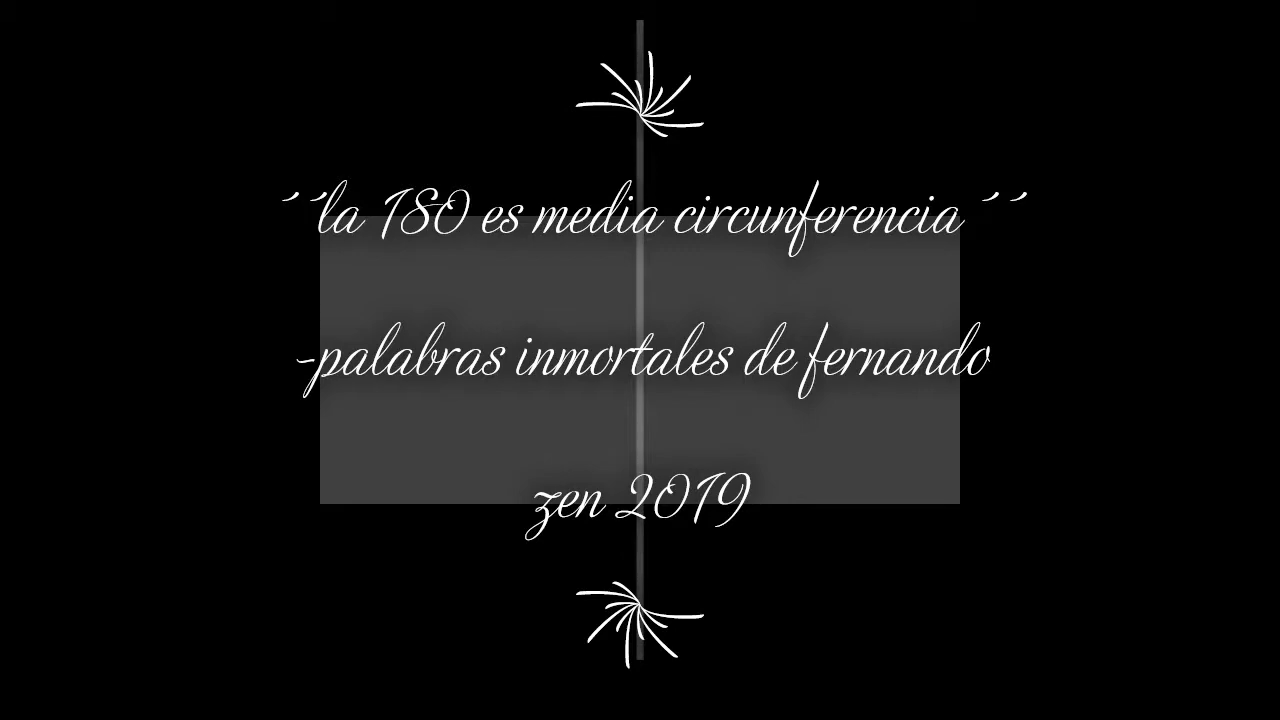 ´´la 180 es media circunferencia´´
-palabras inmortales de fernando
zen 2019